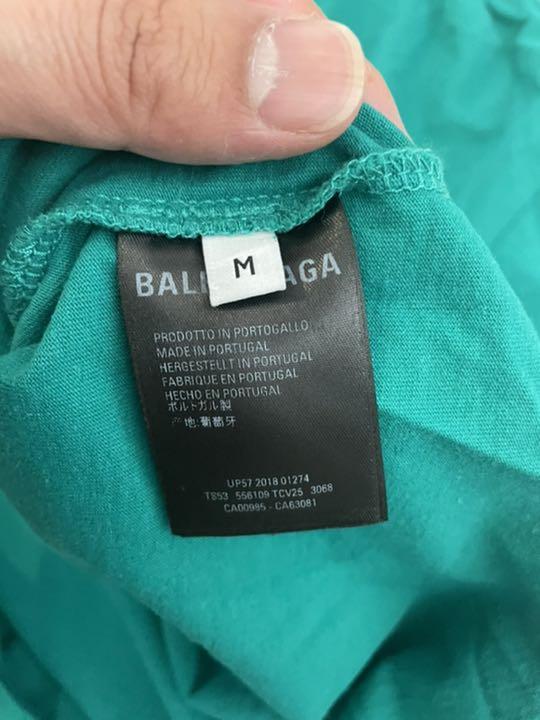 M
BAL AGA
PRODOTTO IN PORTOGALLO
MADE IN PORTUGAL
HERGESTELLT IN PORTUGAL
FABRIQUE EN PORTUGAL
HECHO EN PORTUGAL
ポルトガル製
产地:葡萄牙
UP57 2018 01274
TS53 556109 TCV25 3068
CA00985 - CA63081